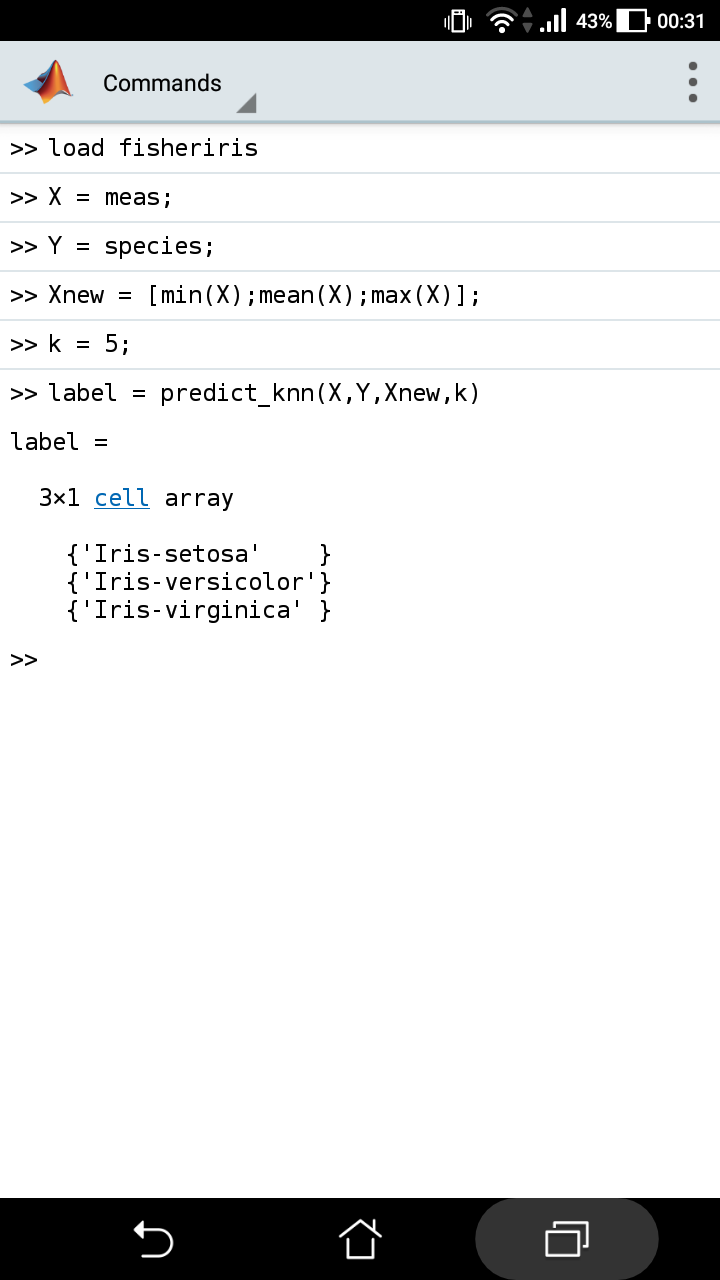 43% 00:31
Commands
>> load fisheriris
>> X = meas;
>> Y = species;
>> Xnew = [min(X);mean(X);max(X)];
>> k = 5;
>> label = predict_knn(X,Y,Xnew,k)
label =
3×1 cell array
{'Iris-setosa'    }
{'Iris-versicolor'}
{'Iris-virginica' }
>>